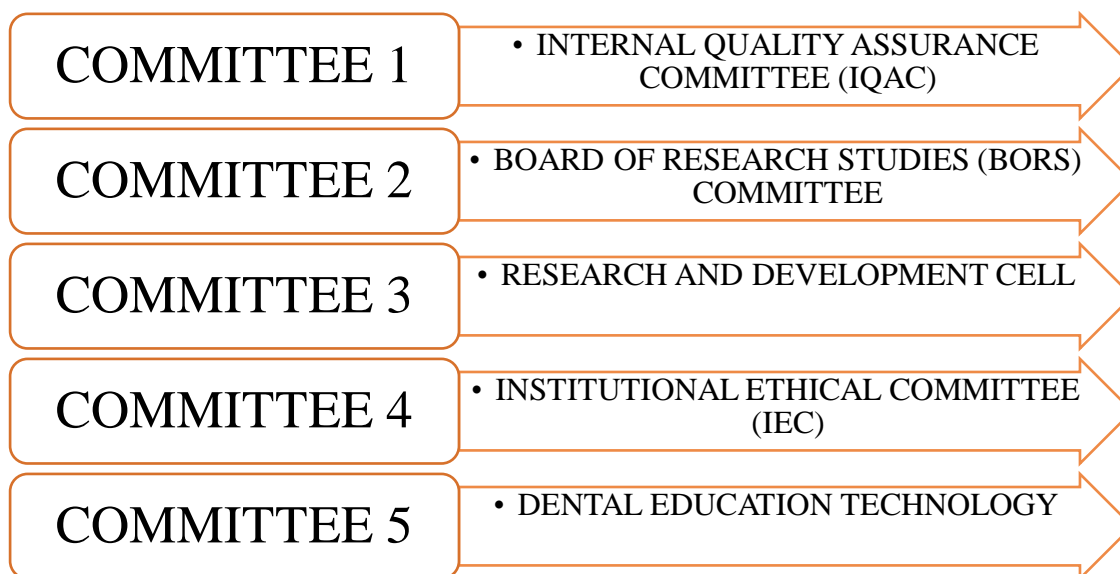 COMMITTEE 1
• INTERNAL QUALITY ASSURANCE
COMMITTEE (IQAC)
COMMITTEE 2
• BOARD OF RESEARCH STUDIES (BORS)
COMMITTEE
COMMITTEE 3
• RESEARCH AND DEVELOPMENT CELL
COMMITTEE 4
• INSTITUTIONAL ETHICAL COMMITTEE
(IEC)
COMMITTEE 5
• DENTAL EDUCATION TECHNOLOGY